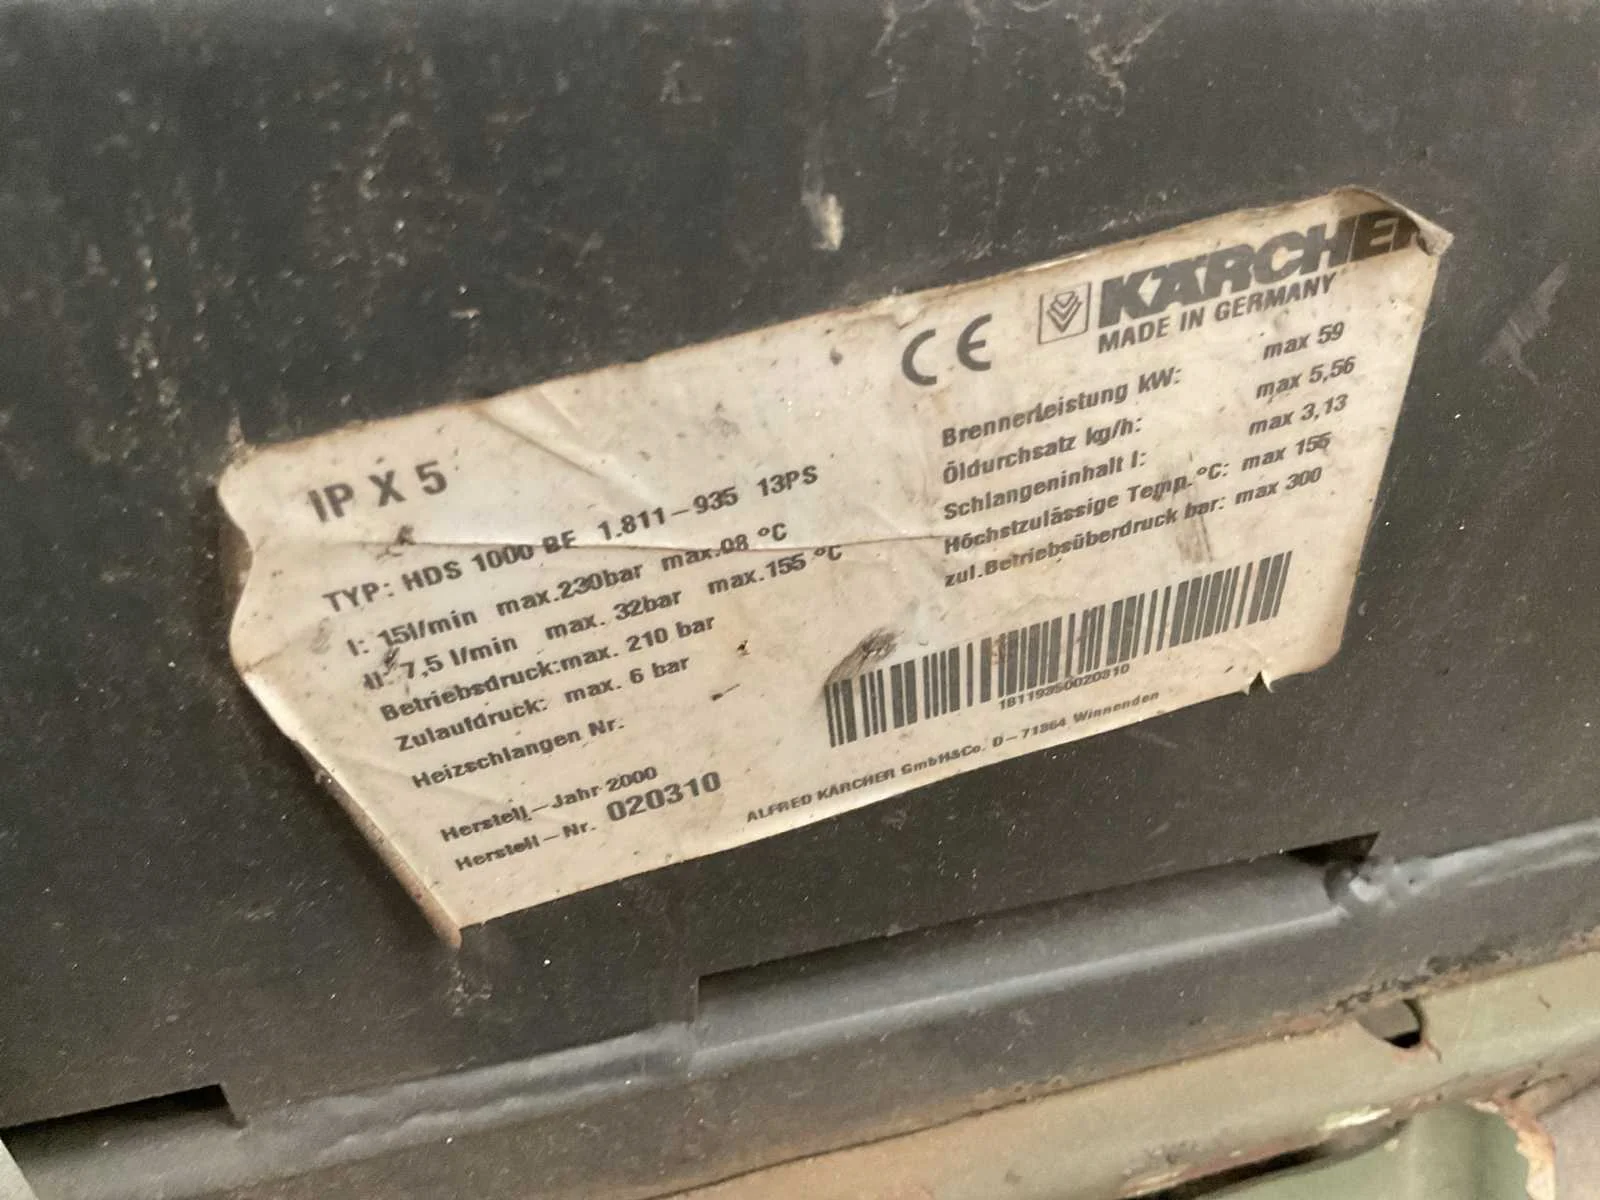 IP X 5
TYP: HDS 1000 BE 1.811-935 13PS
I: 15l/min max.230bar max.98 °C
II: 7,5 l/min max. 32bar max.155 °C
Betriebsdruck:max. 210 bar
Zulaufdruck: max. 6 bar
Heizschlangen Nr.
Herstell-Jahr 2000
Herstell-Nr. 020310
CE
KÄRCHER
MADE IN GERMANY
Brennerleistung kW: max 59
Öldurchsatz kg/h: max 5,56
Schlangeninhalt l: max 3,13
Höchstzulässige Temp. °C: max 155
zul.Betriebsüberdruck bar: max 300
18119350020310
ALFRED KÄRCHER GmbH&Co. D-71364 Winnenden